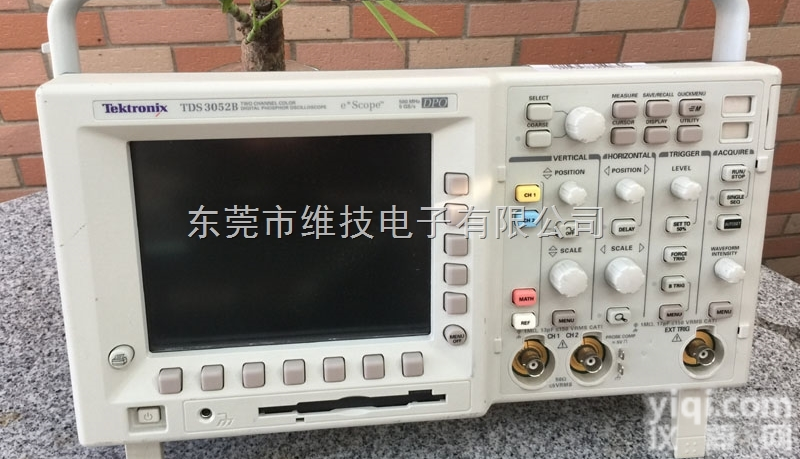 Tektronix TDS 3052B TWO CHANNEL COLOR DIGITAL PHOSPHOR OSCILLOSCOPE e*Scope 500 MHz 5 GS/s DPO
SELECT
COARSE
MEASURE SAVE/RECALL QUICKMENU
CURSOR DISPLAY UTILITY
M
VERTICAL HORIZONTAL TRIGGER ACQUIRE
POSITION POSITION LEVEL RUN/STOP
CH 1
SINGLE SEQ
CH 2
OFF
DELAY
SET TO 50%
SCALE SCALE
FORCE TRIG
WAVEFORM INTENSITY
B TRIG
MATH
REF
MENU
MENU
MENU
CH 1 CH 2
PROBE COMP
EXT TRIG
MENU OFF
东莞市维技电子有限公司
yiqi.com
仪器网